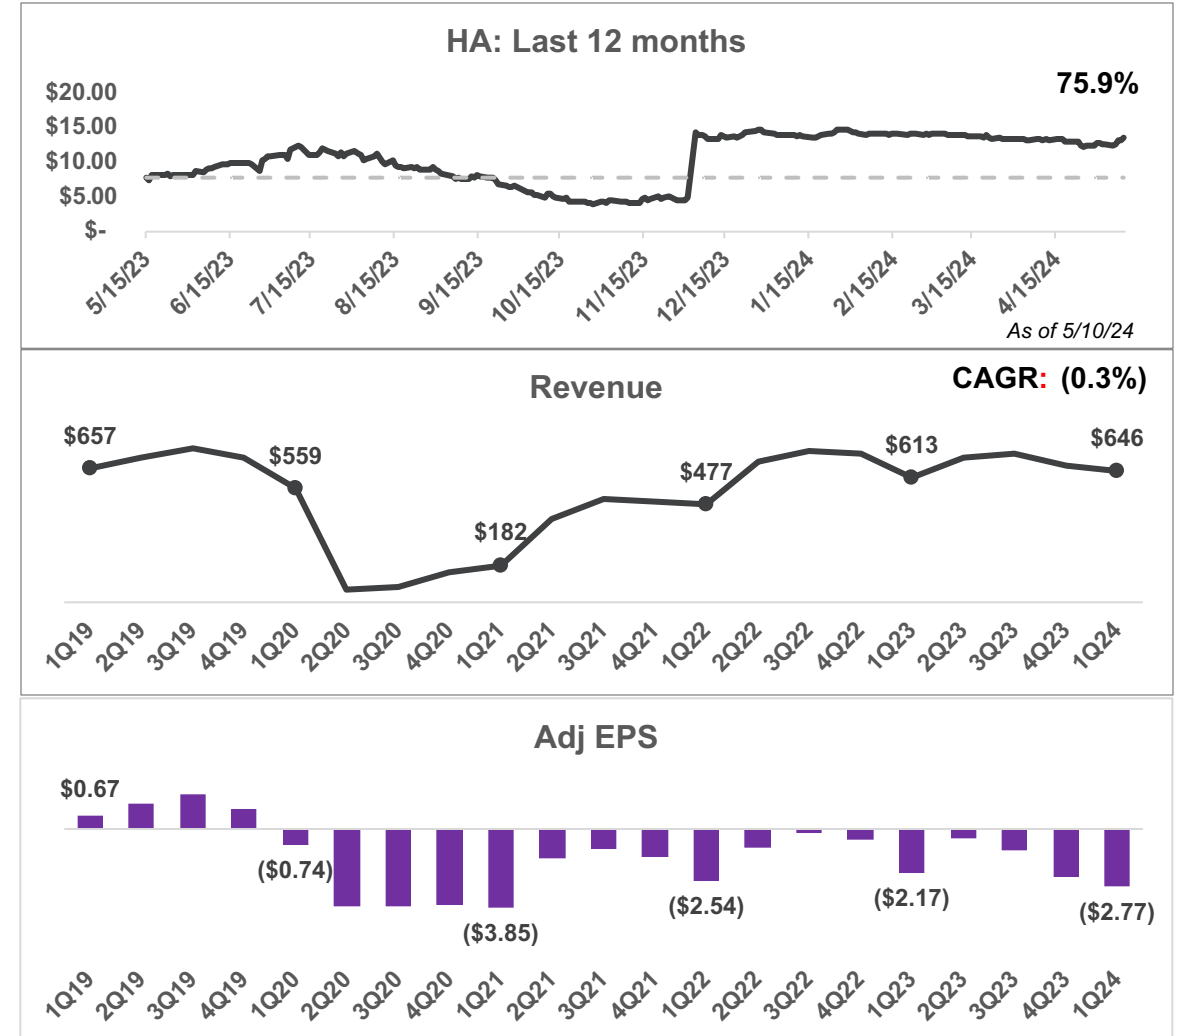 HA: Last 12 months
75.9%
$20.00
$15.00
$10.00
$5.00
$-
5/15/23 6/15/23 7/15/23 8/15/23 9/15/23 10/15/23 11/15/23 12/15/23 1/15/24 2/15/24 3/15/24 4/15/24
As of 5/10/24
Revenue
CAGR: (0.3%)
$657 $559 $182 $477 $613 $646
1Q19 2Q19 3Q19 4Q19 1Q20 2Q20 3Q20 4Q20 1Q21 2Q21 3Q21 4Q21 1Q22 2Q22 3Q22 4Q22 1Q23 2Q23 3Q23 4Q23 1Q24
Adj EPS
$0.67 ($0.74) ($3.85) ($2.54) ($2.17) ($2.77)
1Q19 2Q19 3Q19 4Q19 1Q20 2Q20 3Q20 4Q20 1Q21 2Q21 3Q21 4Q21 1Q22 2Q22 3Q22 4Q22 1Q23 2Q23 3Q23 4Q23 1Q24